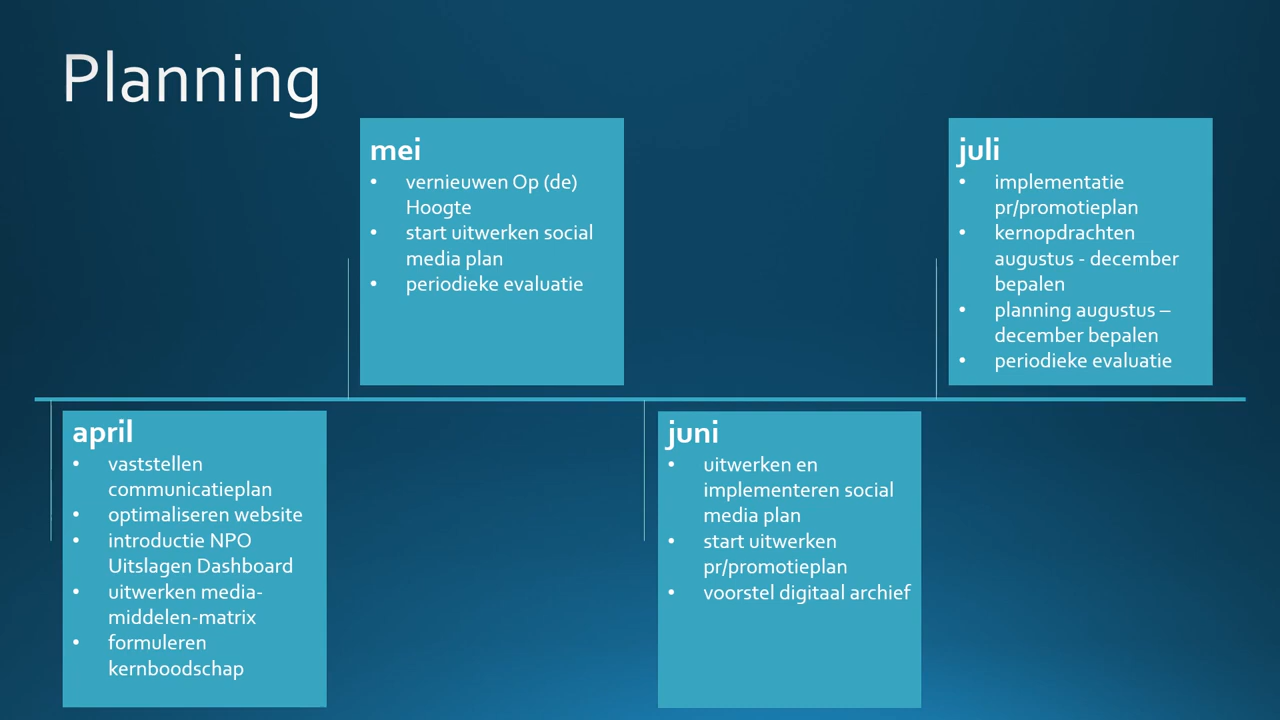 Planning
mei
• vernieuwen Op (de)
Hoogte
• start uitwerken social
media plan
• periodieke evaluatie
juli
• implementatie
pr/promotieplan
• kernopdrachten
augustus - december
bepalen
• planning augustus –
december bepalen
• periodieke evaluatie
april
• vaststellen
communicatieplan
• optimaliseren website
• introductie NPO
Uitslagen Dashboard
• uitwerken media-
middelen-matrix
• formuleren
kernboodschap
juni
• uitwerken en
implementeren social
media plan
• start uitwerken
pr/promotieplan
• voorstel digitaal archief